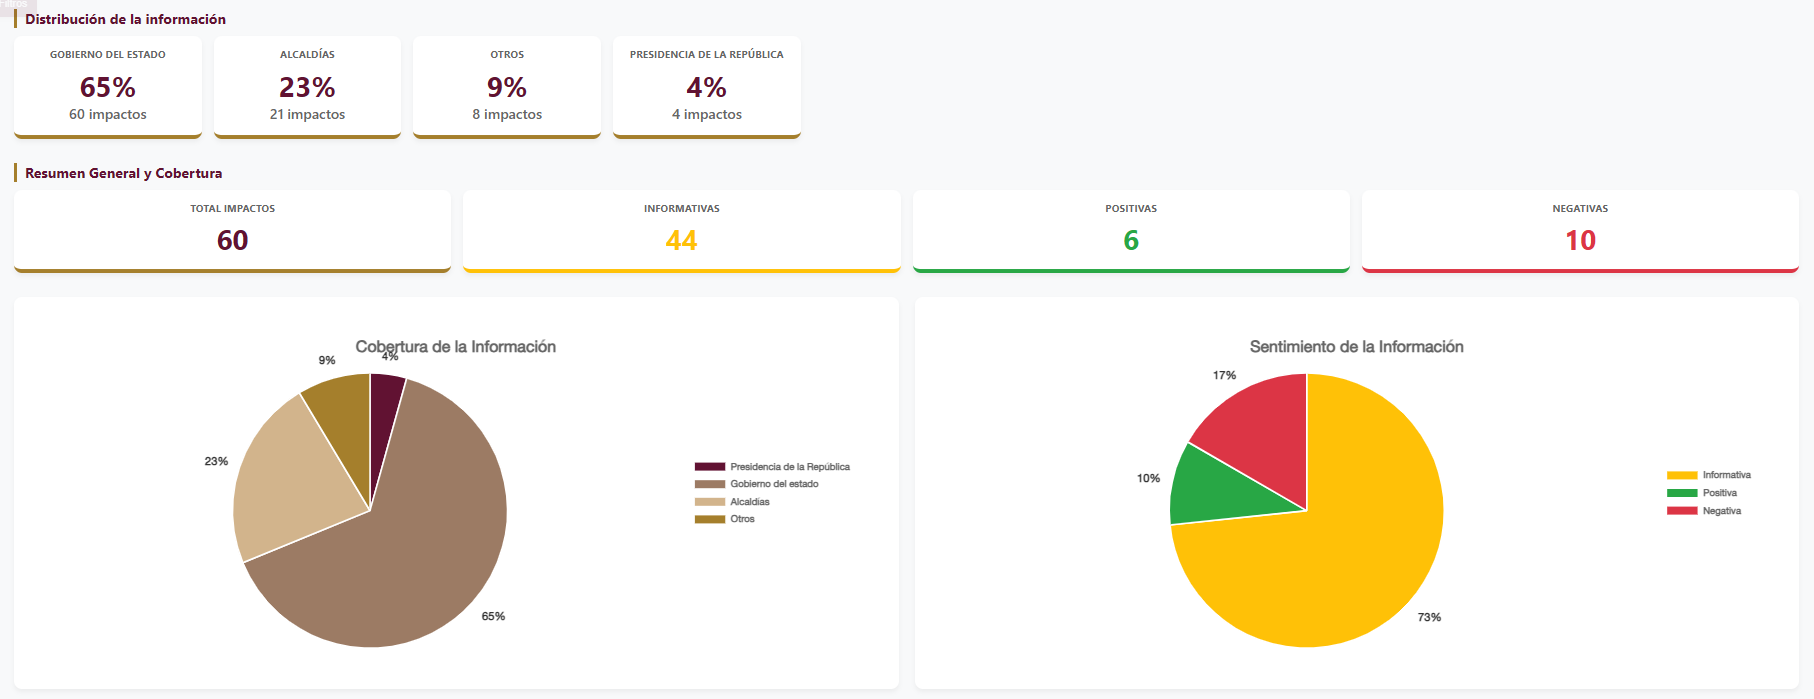 Filtros
Distribución de la información
GOBIERNO DEL ESTADO
65%
60 impactos
ALCALDÍAS
23%
21 impactos
OTROS
9%
8 impactos
PRESIDENCIA DE LA REPÚBLICA
4%
4 impactos
Resumen General y Cobertura
TOTAL IMPACTOS
60
INFORMATIVAS
44
POSITIVAS
6
NEGATIVAS
10
Cobertura de la Información
4%
9%
23%
65%
Presidencia de la República
Gobierno del estado
Alcaldías
Otros
Sentimiento de la Información
17%
10%
73%
Informativa
Positiva
Negativa